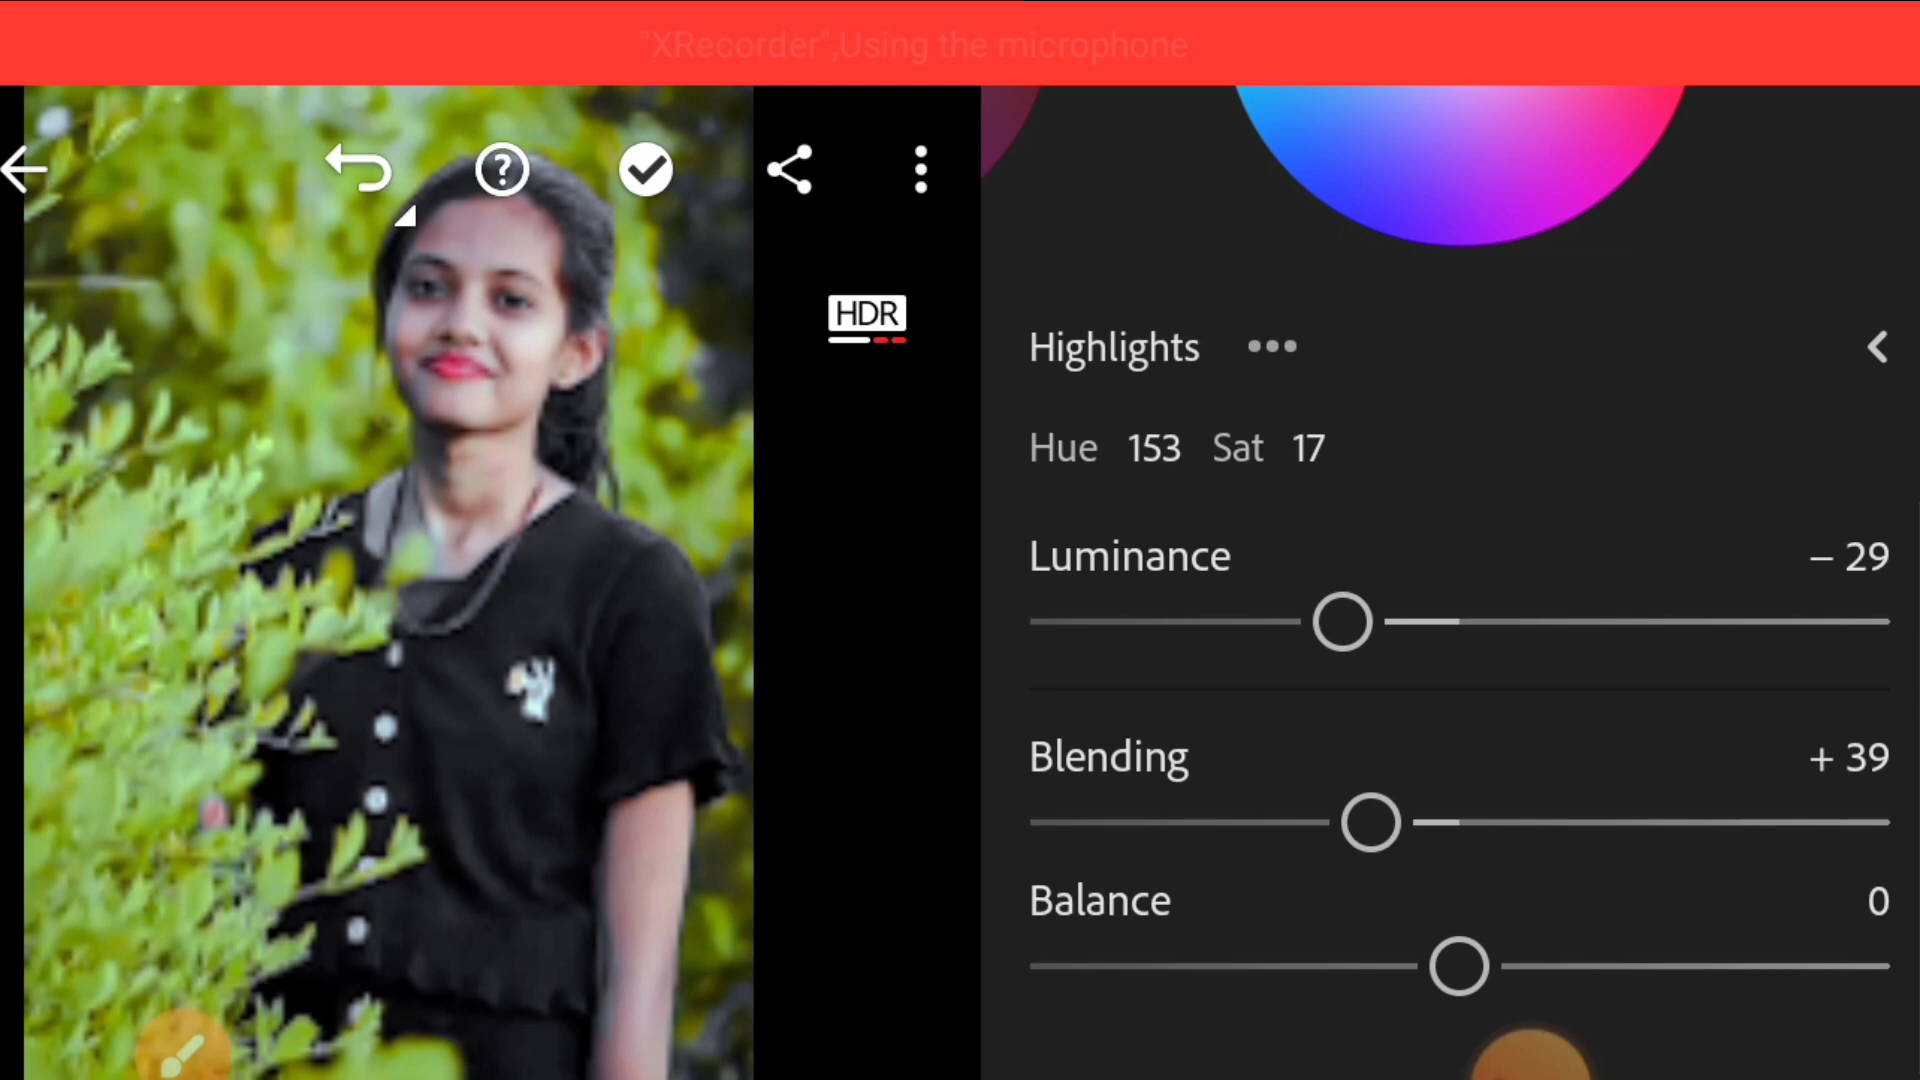 "XRecorder",Using the microphone
HDR
Highlights
Hue 153 Sat 17
Luminance – 29
Blending + 39
Balance 0